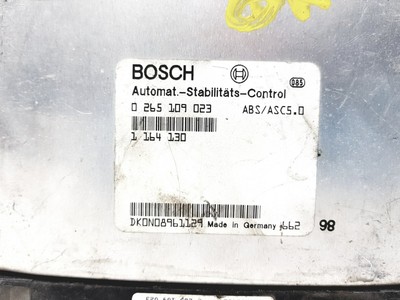 BOSCH
085
Automat.-Stabilitäts-Control
0 265 109 023 ABS/ASC5.0
1 164 130
DKON08961129 Made in Germany 662
98